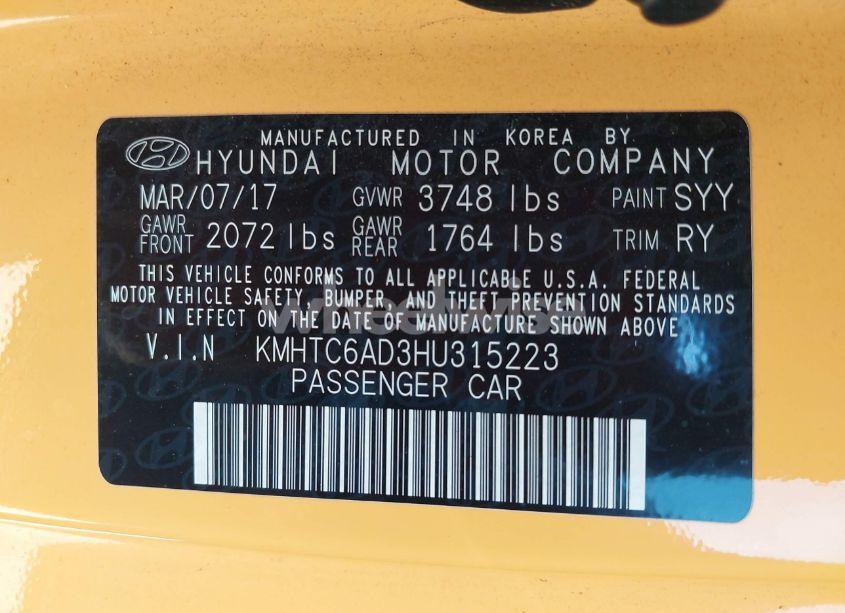 MANUFACTURED IN KOREA BY
HYUNDAI MOTOR COMPANY
MAR/07/17 GVWR 3748 lbs PAINT SYY
GAWR FRONT 2072 lbs GAWR REAR 1764 lbs TRIM RY
THIS VEHICLE CONFORMS TO ALL APPLICABLE U.S.A. FEDERAL
MOTOR VEHICLE SAFETY, BUMPER, AND THEFT PREVENTION STANDARDS
IN EFFECT ON THE DATE OF MANUFACTURE SHOWN ABOVE
V.I.N KMHTC6AD3HU315223
PASSENGER CAR